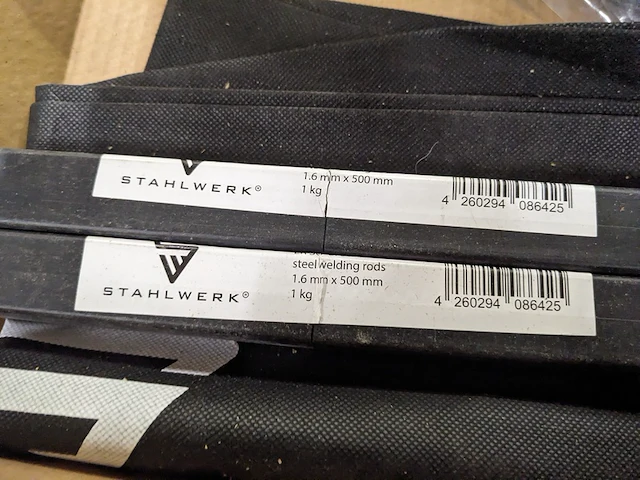 STAHLWERK®
1.6 mm x 500 mm
1 kg
4 260294 086425
STAHLWERK®
steel welding rods
1.6 mm x 500 mm
1 kg
4 260294 086425